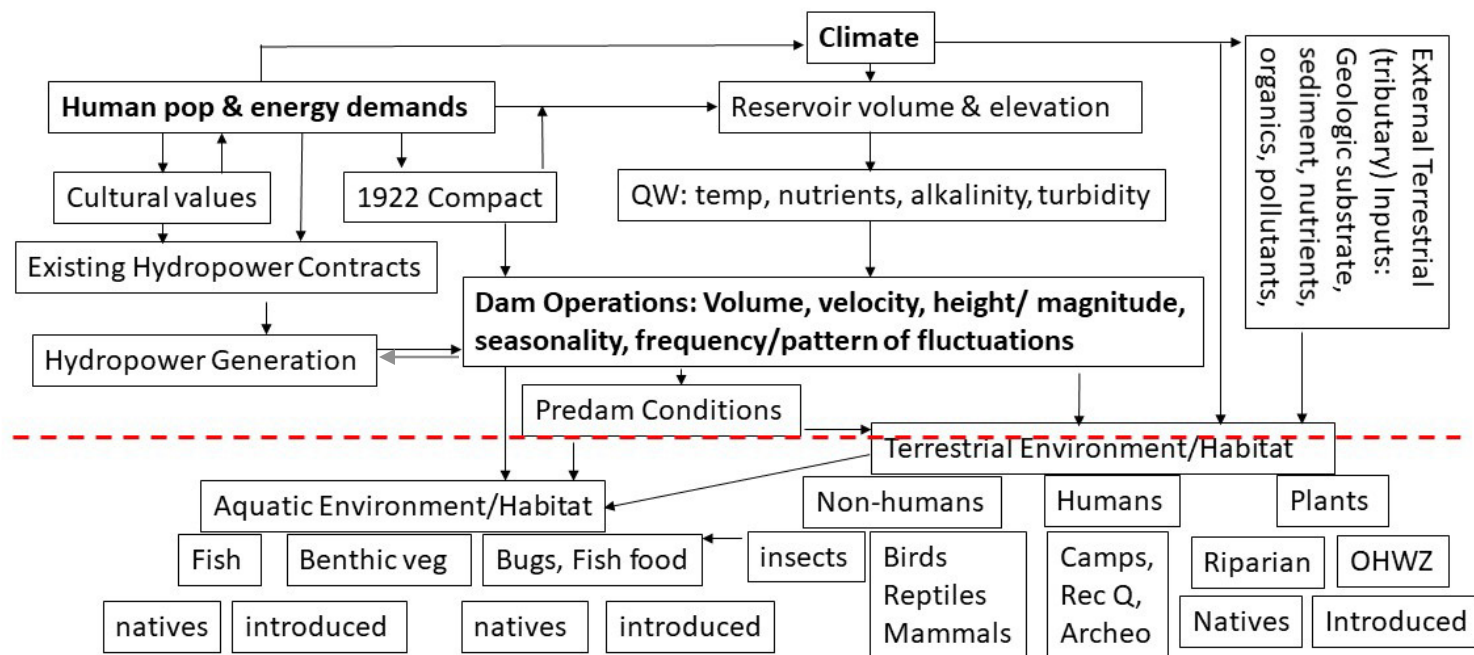 Climate
External Terrestrial
(tributary) Inputs:
Geologic substrate,
sediment, nutrients,
organics, pollutants,
Human pop & energy demands
Reservoir volume & elevation
Cultural values
1922 Compact
QW: temp, nutrients, alkalinity, turbidity
Existing Hydropower Contracts
Dam Operations: Volume, velocity, height/ magnitude,
seasonality, frequency/pattern of fluctuations
Hydropower Generation
Predam Conditions
Terrestrial Environment/Habitat
Aquatic Environment/Habitat
Non-humans
Humans
Plants
Fish
Benthic veg
Bugs, Fish food
insects
Birds
Reptiles
Mammals
Camps,
Rec Q,
Archeo
Riparian
OHWZ
natives
introduced
natives
introduced
Natives
Introduced